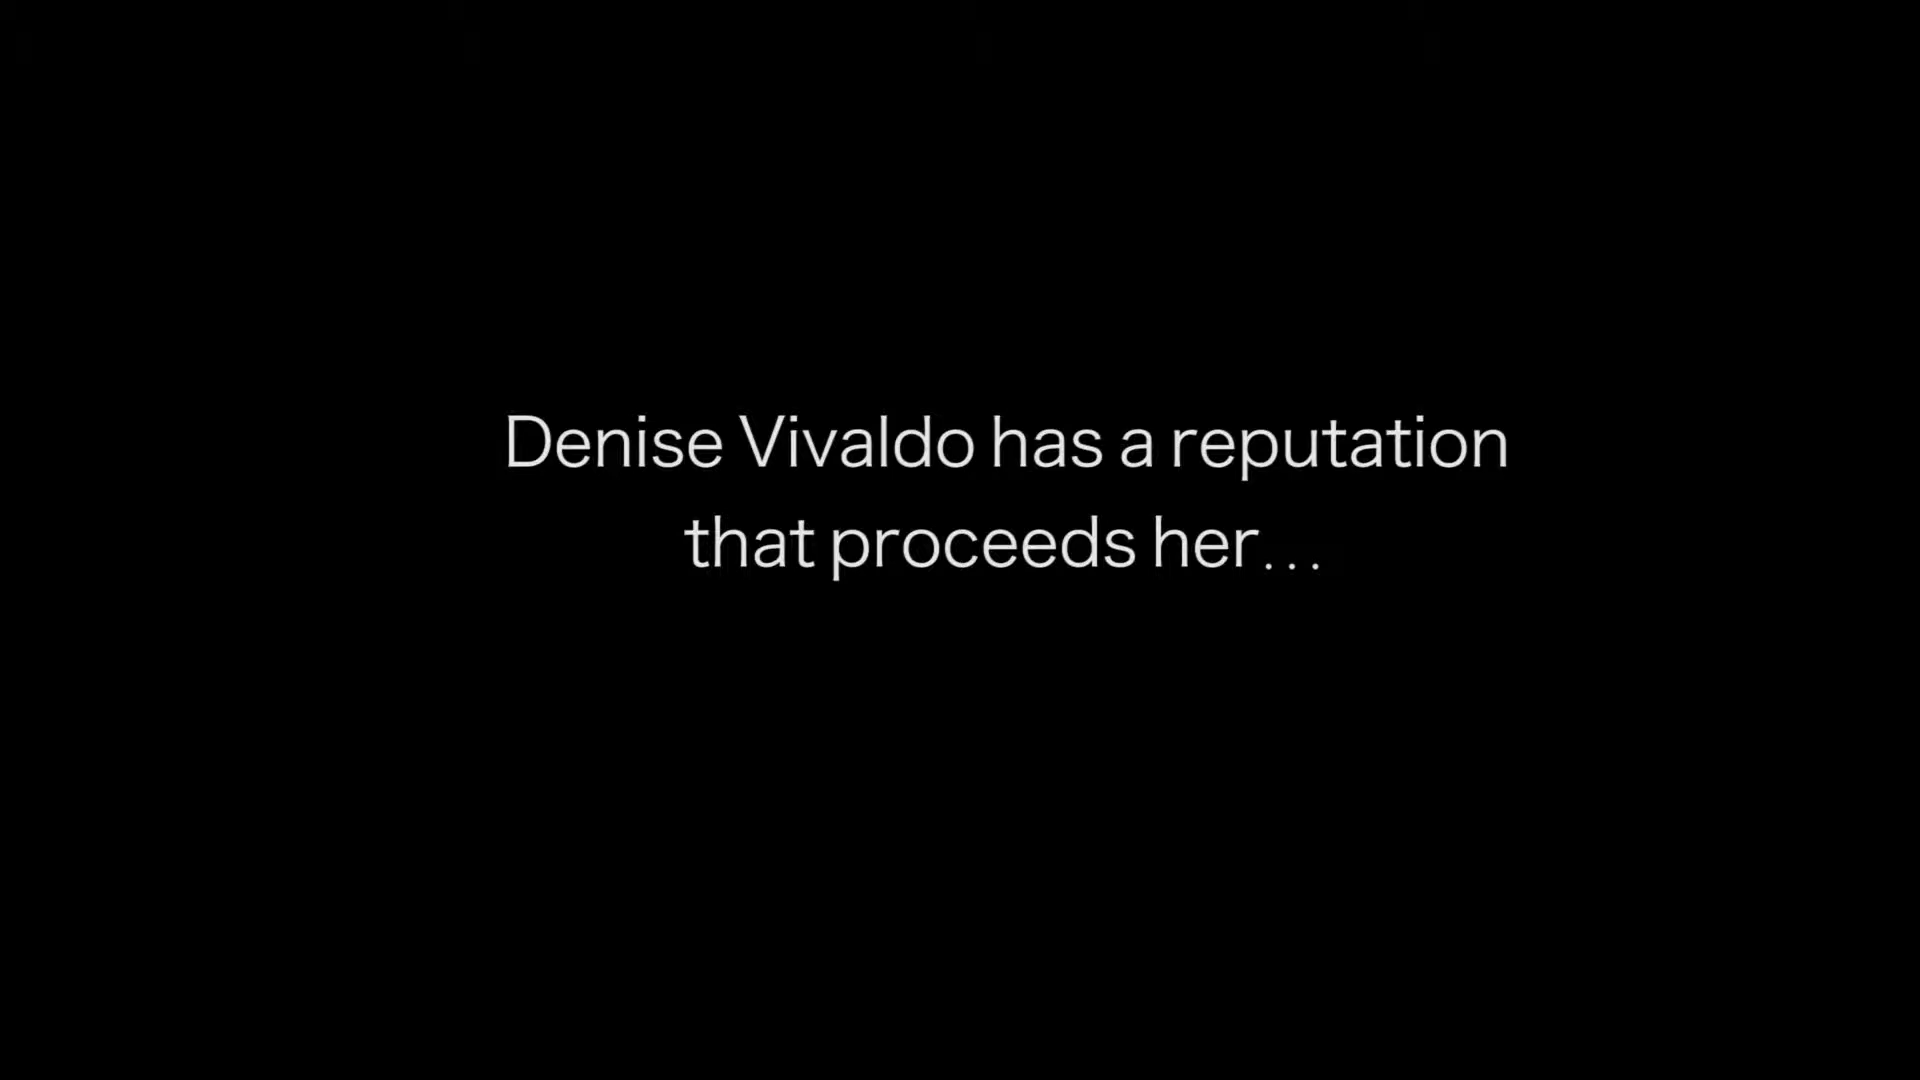 Denise Vivaldo has a reputation
that proceeds her...